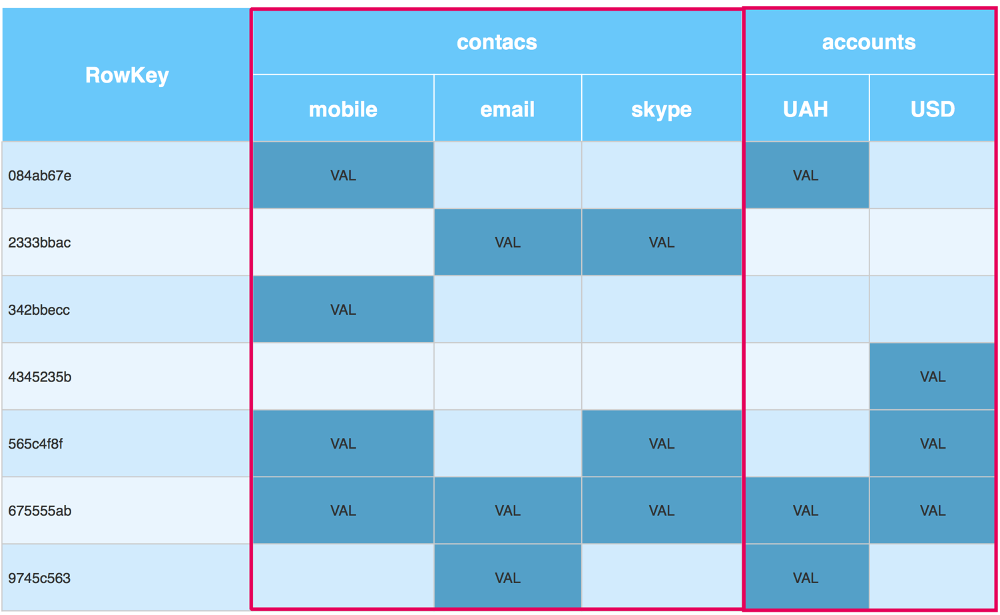 RowKey contacs accounts
mobile email skype UAH USD
084ab67e VAL VAL
2333bbac VAL VAL
342bbecc VAL
4345235b VAL
565c4f8f VAL VAL VAL
675555ab VAL VAL VAL VAL VAL
9745c563 VAL VAL